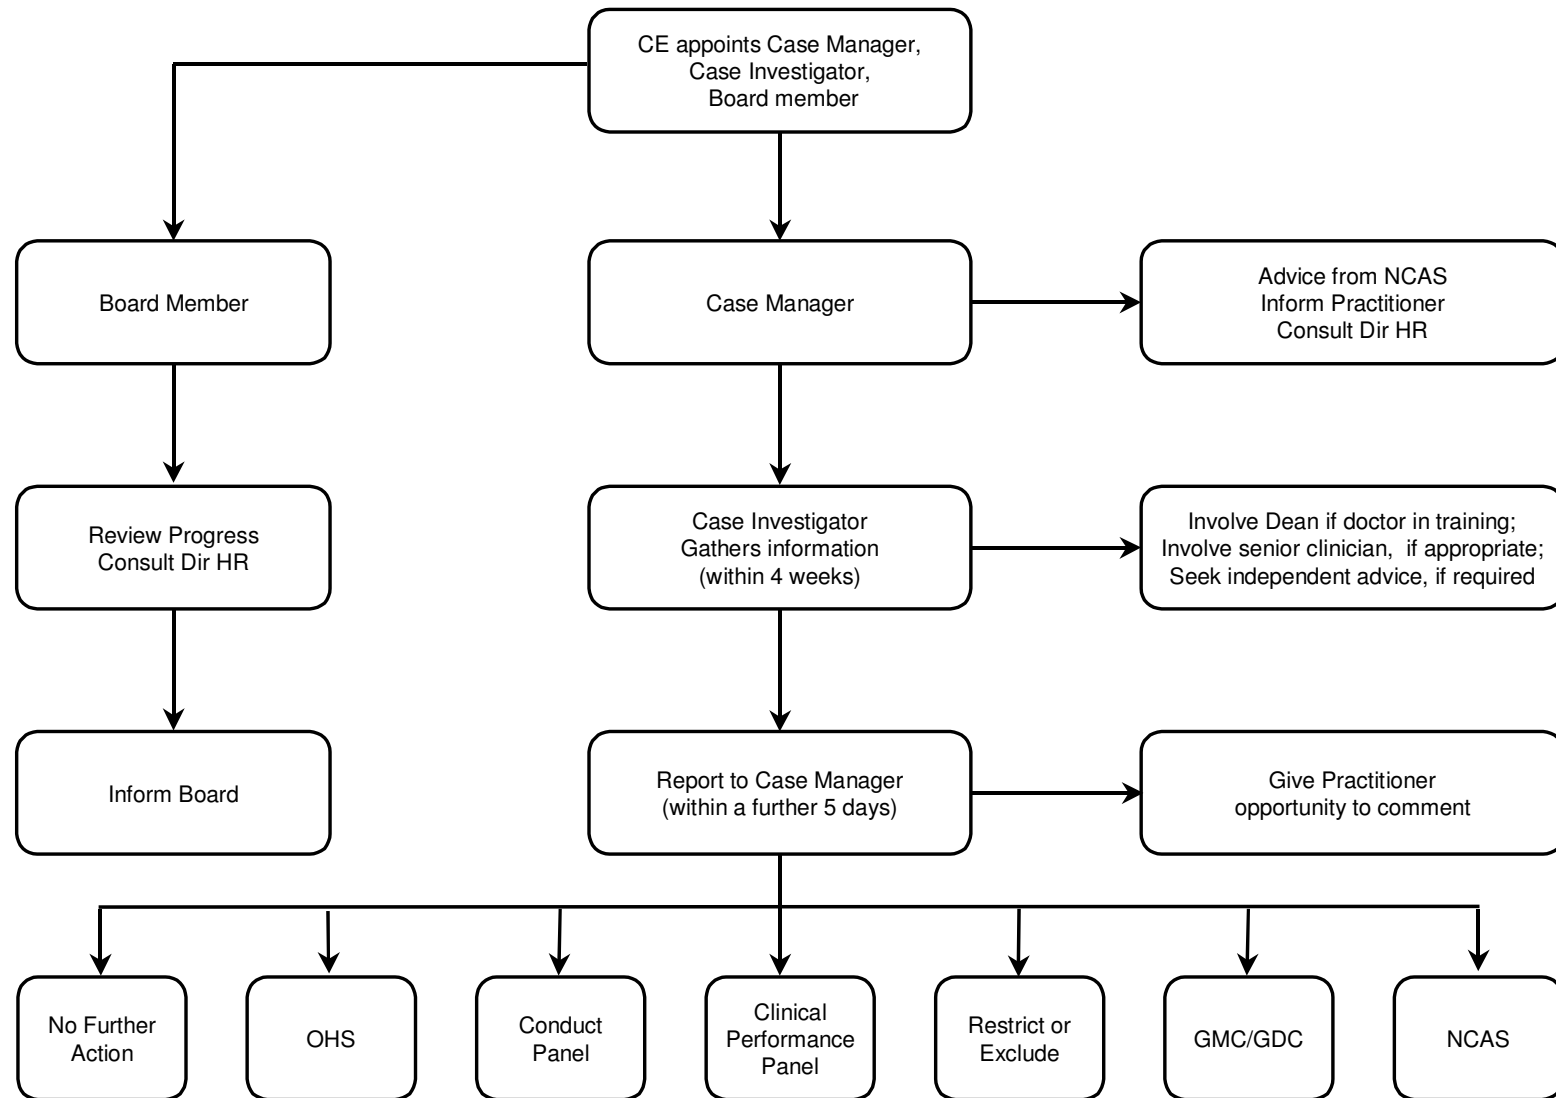 CE appoints Case Manager,
Case Investigator,
Board member
Board Member
Case Manager
Advice from NCAS
Inform Practitioner
Consult Dir HR
Review Progress
Consult Dir HR
Case Investigator
Gathers information
(within 4 weeks)
Involve Dean if doctor in training;
Involve senior clinician, if appropriate;
Seek independent advice, if required
Inform Board
Report to Case Manager
(within a further 5 days)
Give Practitioner
opportunity to comment
No Further
Action
OHS
Conduct
Panel
Clinical
Performance
Panel
Restrict or
Exclude
GMC/GDC
NCAS